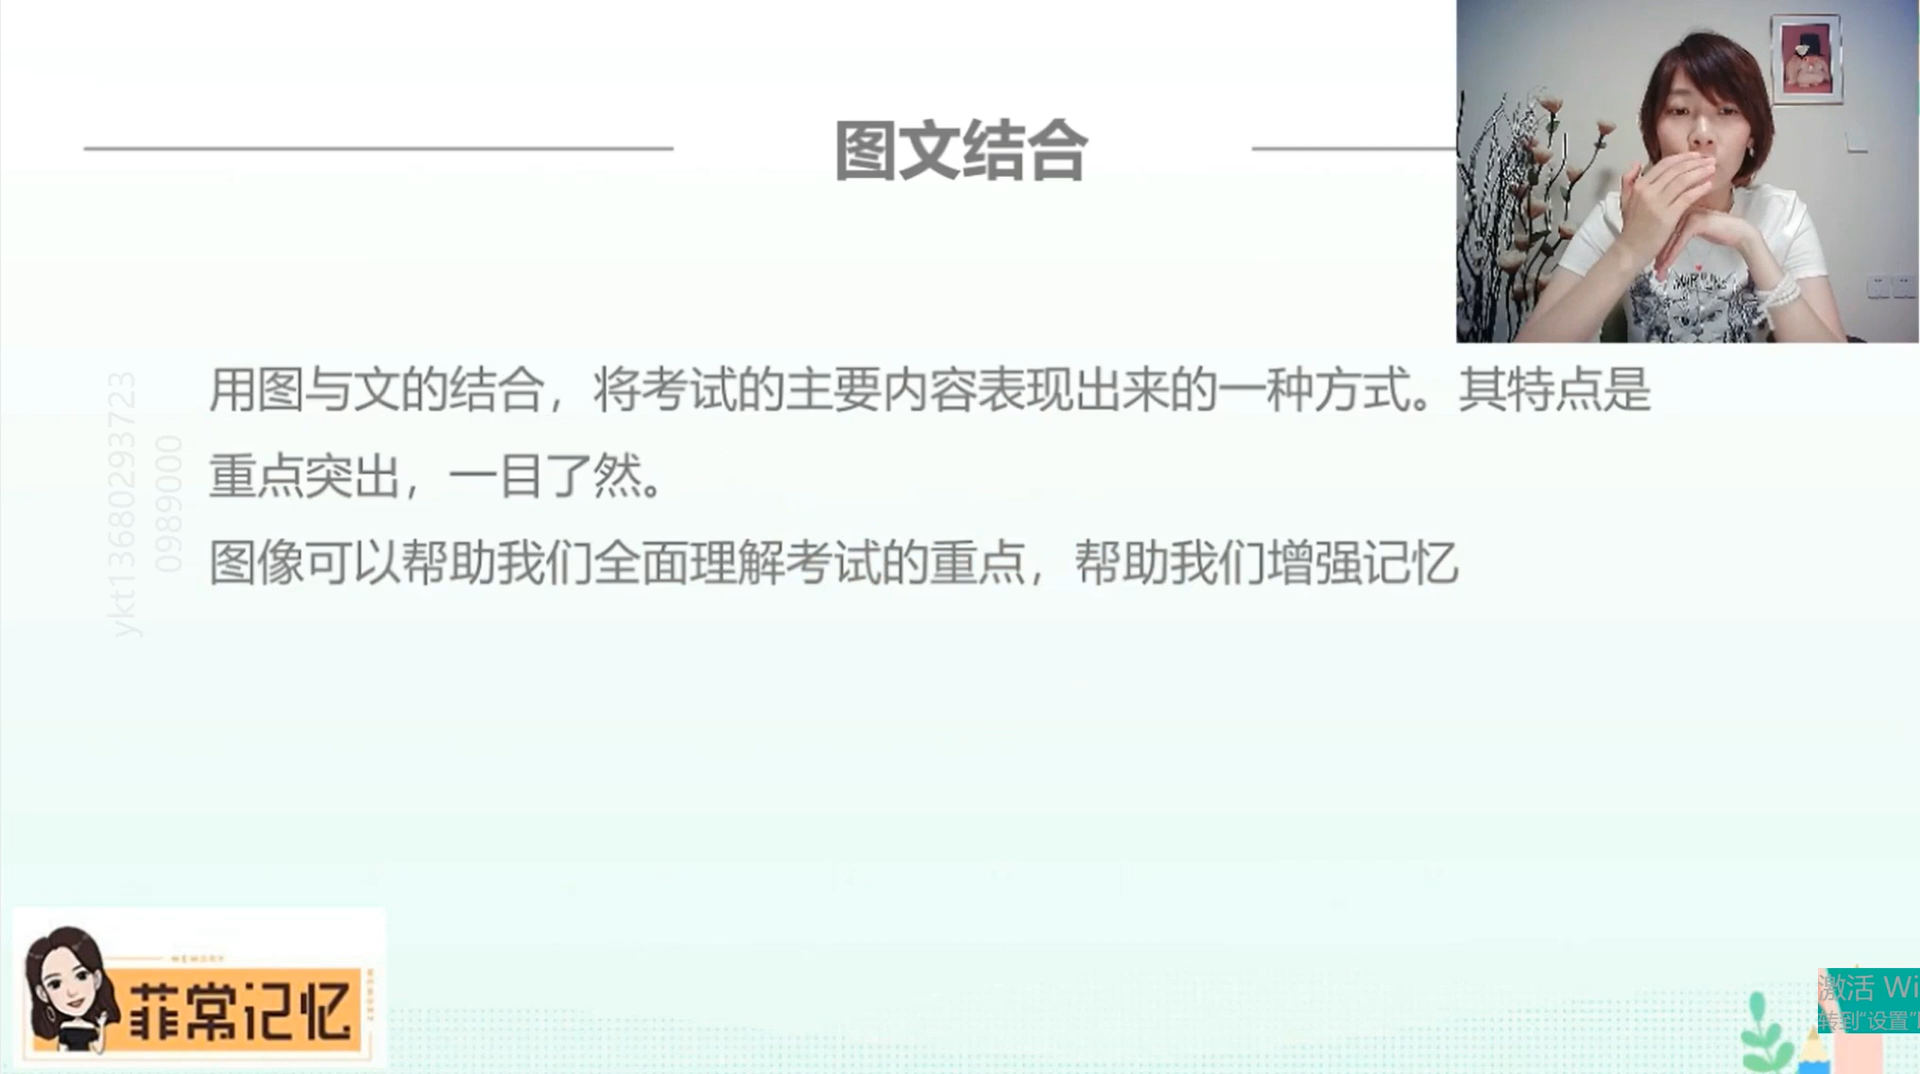 图文结合
用图与文的结合，将考试的主要内容表现出来的一种方式。其特点是
重点突出，一目了然。
图像可以帮助我们全面理解考试的重点，帮助我们增强记忆
ykt13680293723
0989000
MEMORY
菲常记忆
MEMORY
激活 Wi
转到"设置"